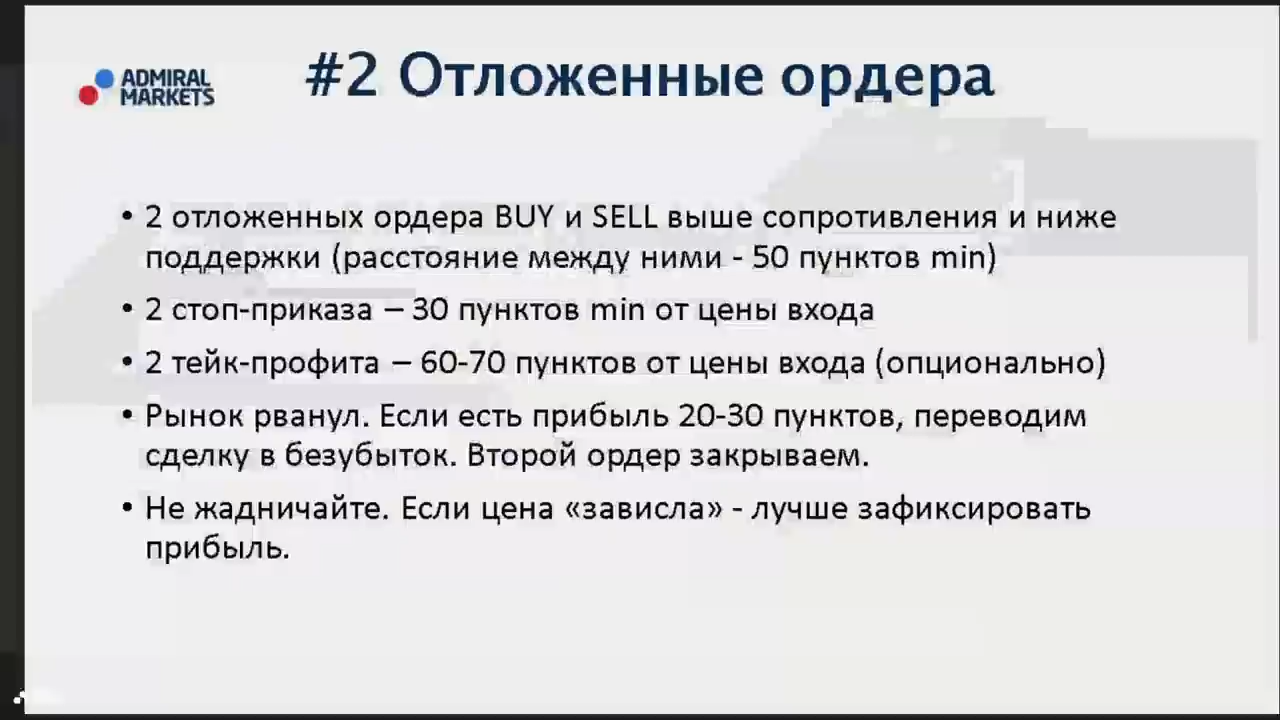 ADMIRAL
MARKETS
#2 Отложенные ордера
• 2 отложенных ордера BUY и SELL выше сопротивления и ниже
поддержки (расстояние между ними - 50 пунктов min)
• 2 стоп-приказа – 30 пунктов min от цены входа
• 2 тейк-профита – 60-70 пунктов от цены входа (опционально)
• Рынок рванул. Если есть прибыль 20-30 пунктов, переводим
сделку в безубыток. Второй ордер закрываем.
• Не жадничайте. Если цена «зависла» - лучше зафиксировать
прибыль.